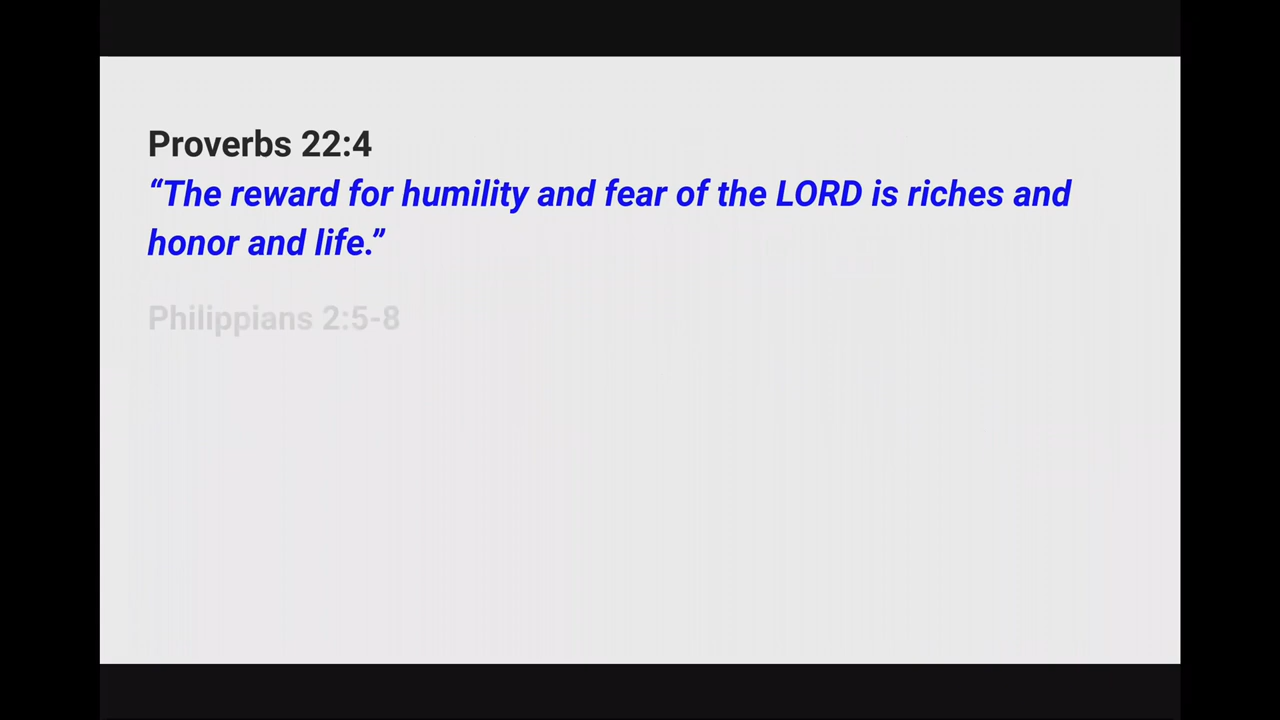 Proverbs 22:4
“The reward for humility and fear of the LORD is riches and
honor and life.”
Philippians 2:5-8